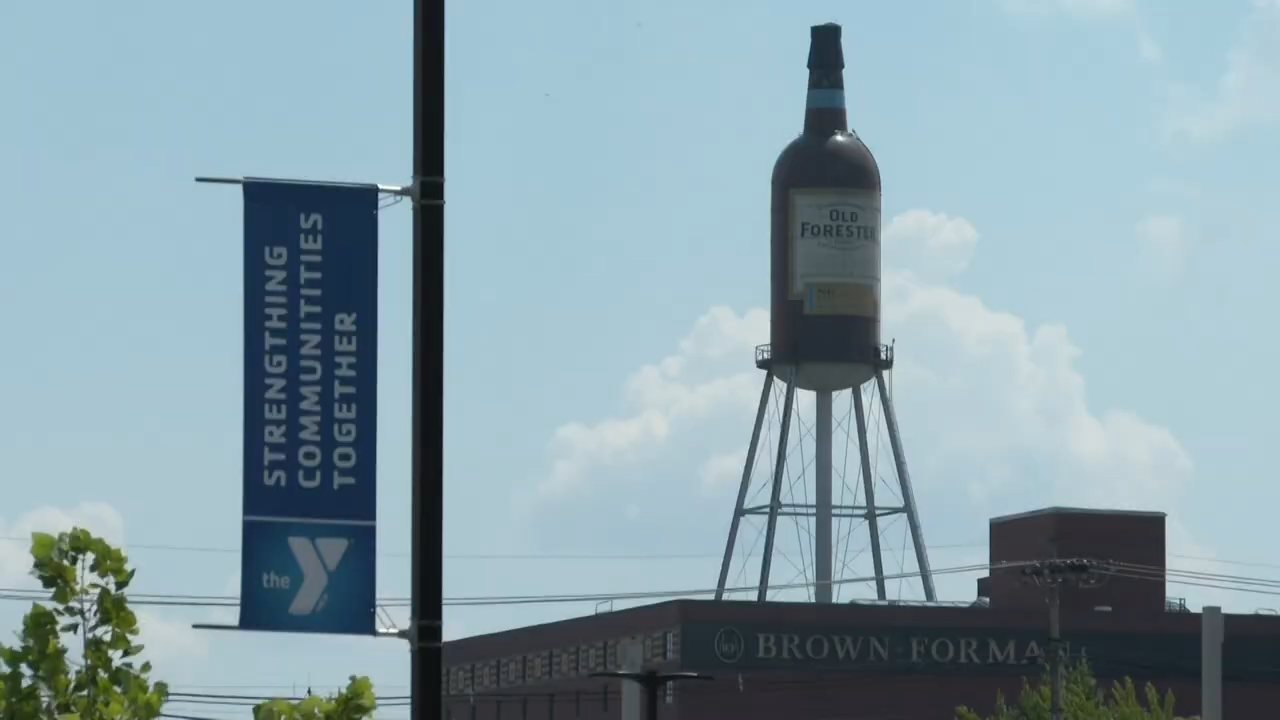 STRENGTHING
COMMUNITITIES
TOGETHER
the Y
OLD
FORESTER
BROWN-FORMA